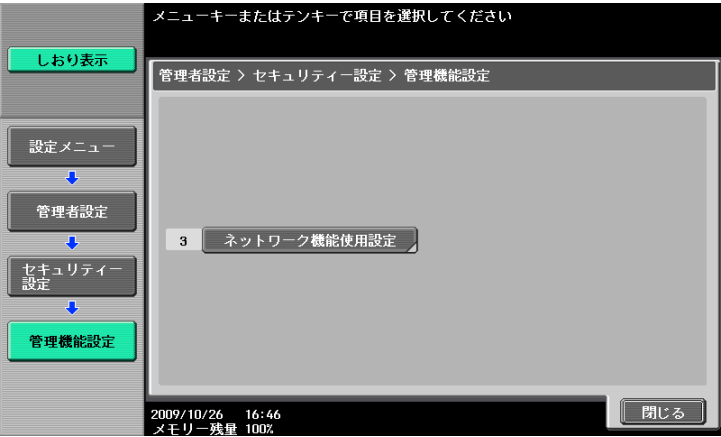 メニューキーまたはテンキーで項目を選択してください
しおり表示
管理者設定 > セキュリティー設定 > 管理機能設定
設定メニュー
管理者設定
セキュリティー
設定
管理機能設定
3 ネットワーク機能使用設定
閉じる
2009/10/26 16:46
メモリー残量 100%